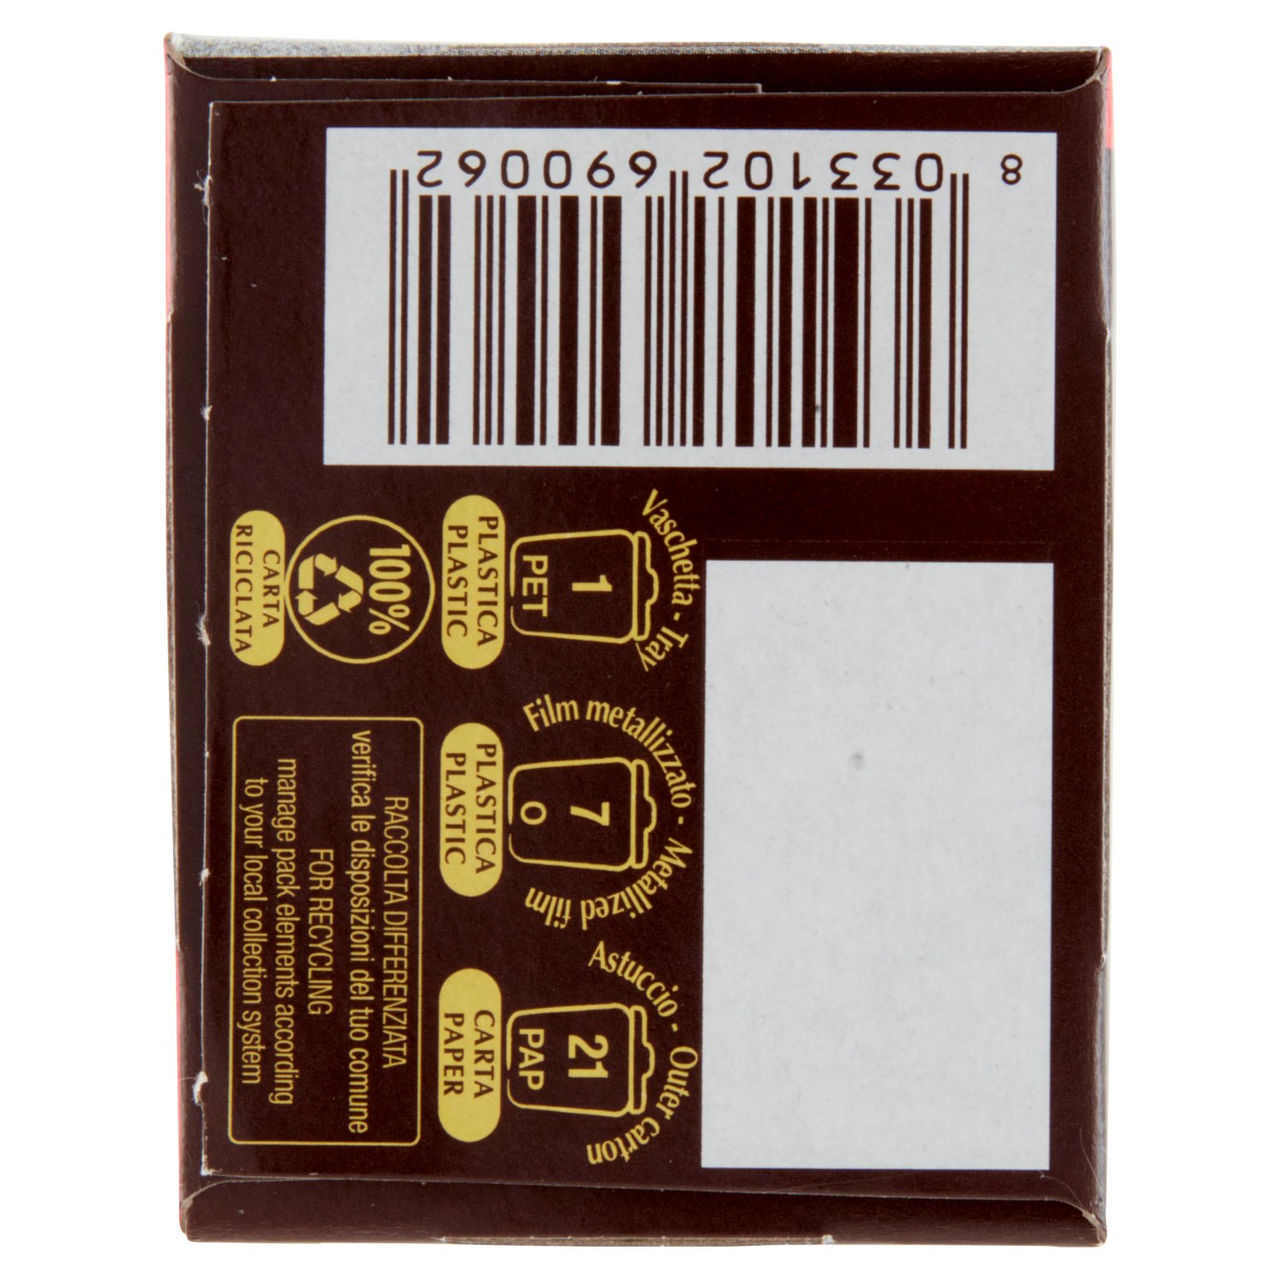 8 033102 690062
Vaschetta - Tray
1
PET
PLASTICA
PLASTIC
Film metallizzato - Metallized film
7
O
PLASTICA
PLASTIC
Astuccio - Outer carton
21
PAP
CARTA
PAPER
100%
CARTA
RICICLATA
RACCOLTA DIFFERENZIATA
verifica le disposizioni del tuo comune
FOR RECYCLING
manage pack elements according
to your local collection system